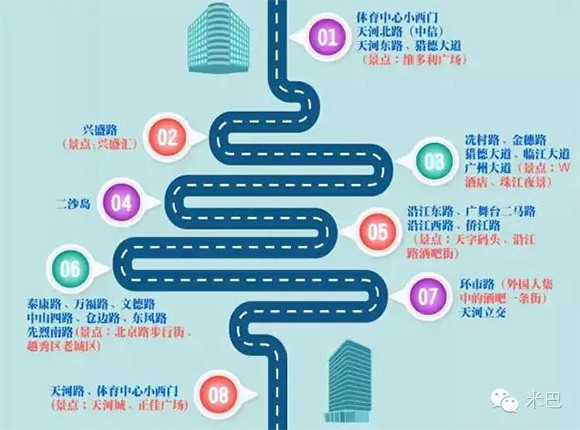 01
体育中心小西门
天河北路（中信）
天河东路、猎德大道
（景点：维多利广场）
02
兴盛路
（景点:兴盛汇）
03
冼村路、金穗路
猎德大道、临江大道
广州大道（景点：W
酒店、珠江夜景）
04
二沙岛
05
沿江东路、广舞台二马路
沿江西路、侨江路
（景点：天字码头、沿江
路酒吧街）
06
泰康路、万福路、文德路
中山四路、仓边路、东风路
先烈南路(景点：北京路步行街、
越秀区老城区)
07
环市路（外国人集
中的酒吧一条街)
天河立交
08
天河路、体育中心小西门
（景点：天河城、正佳广场）
米巴